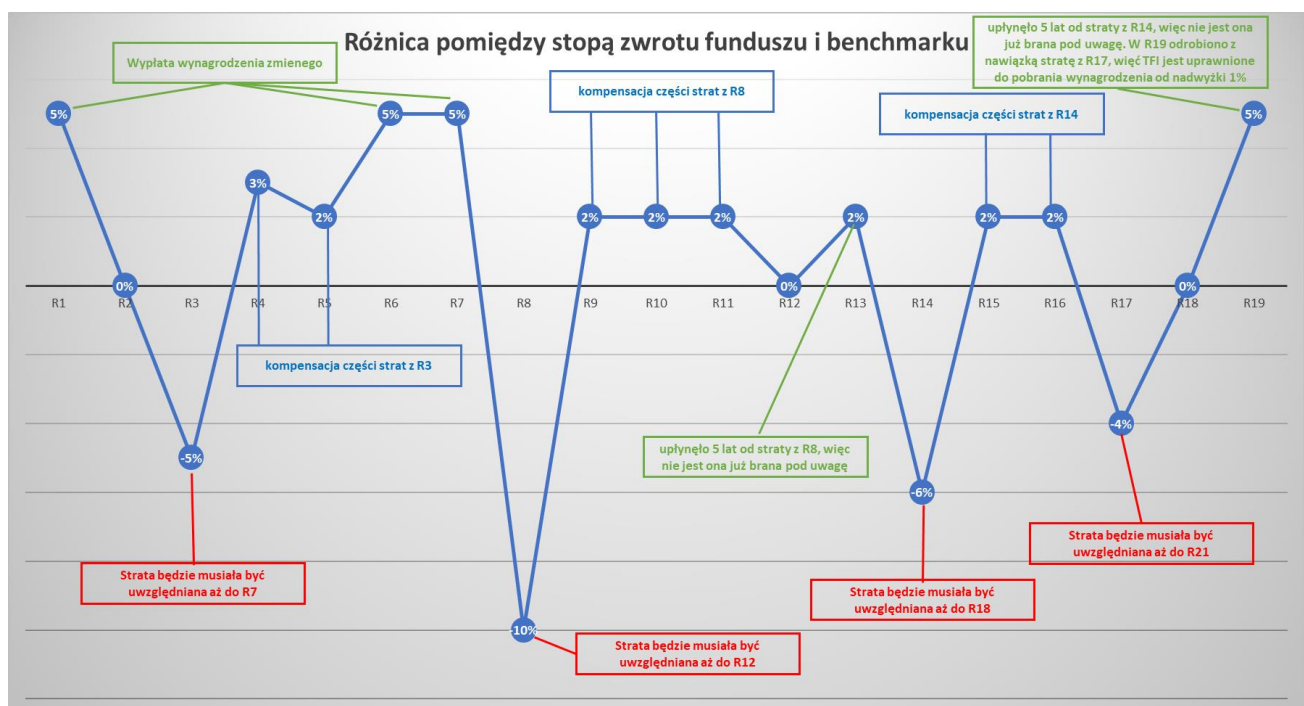 Różnica pomiędzy stopą zwrotu funduszu i benchmarku
upłynęło 5 lat od straty z R14, więc nie jest ona
już brana pod uwagę. W R19 odrobiono z
nawiązką stratę z R17, więc TFI jest uprawnione
do pobrania wynagrodzenia od nadwyżki 1%
Wypłata wynagrodzenia zmienego
kompensacja części strat z R8
kompensacja części strat z R14
5%
0%
-5%
3%
2%
5%
5%
-10%
2%
2%
2%
0%
2%
-6%
2%
2%
-4%
0%
5%
R1
R2
R3
R4
R5
R6
R7
R8
R9
R10
R11
R12
R13
R14
R15
R16
R17
R18
R19
kompensacja części strat z R3
upłynęło 5 lat od straty z R8, więc
nie jest ona już brana pod uwagę
Strata będzie musiała być
uwzględniana aż do R7
Strata będzie musiała być
uwzględniana aż do R12
Strata będzie musiała być
uwzględniana aż do R18
Strata będzie musiała być
uwzględniana aż do R21